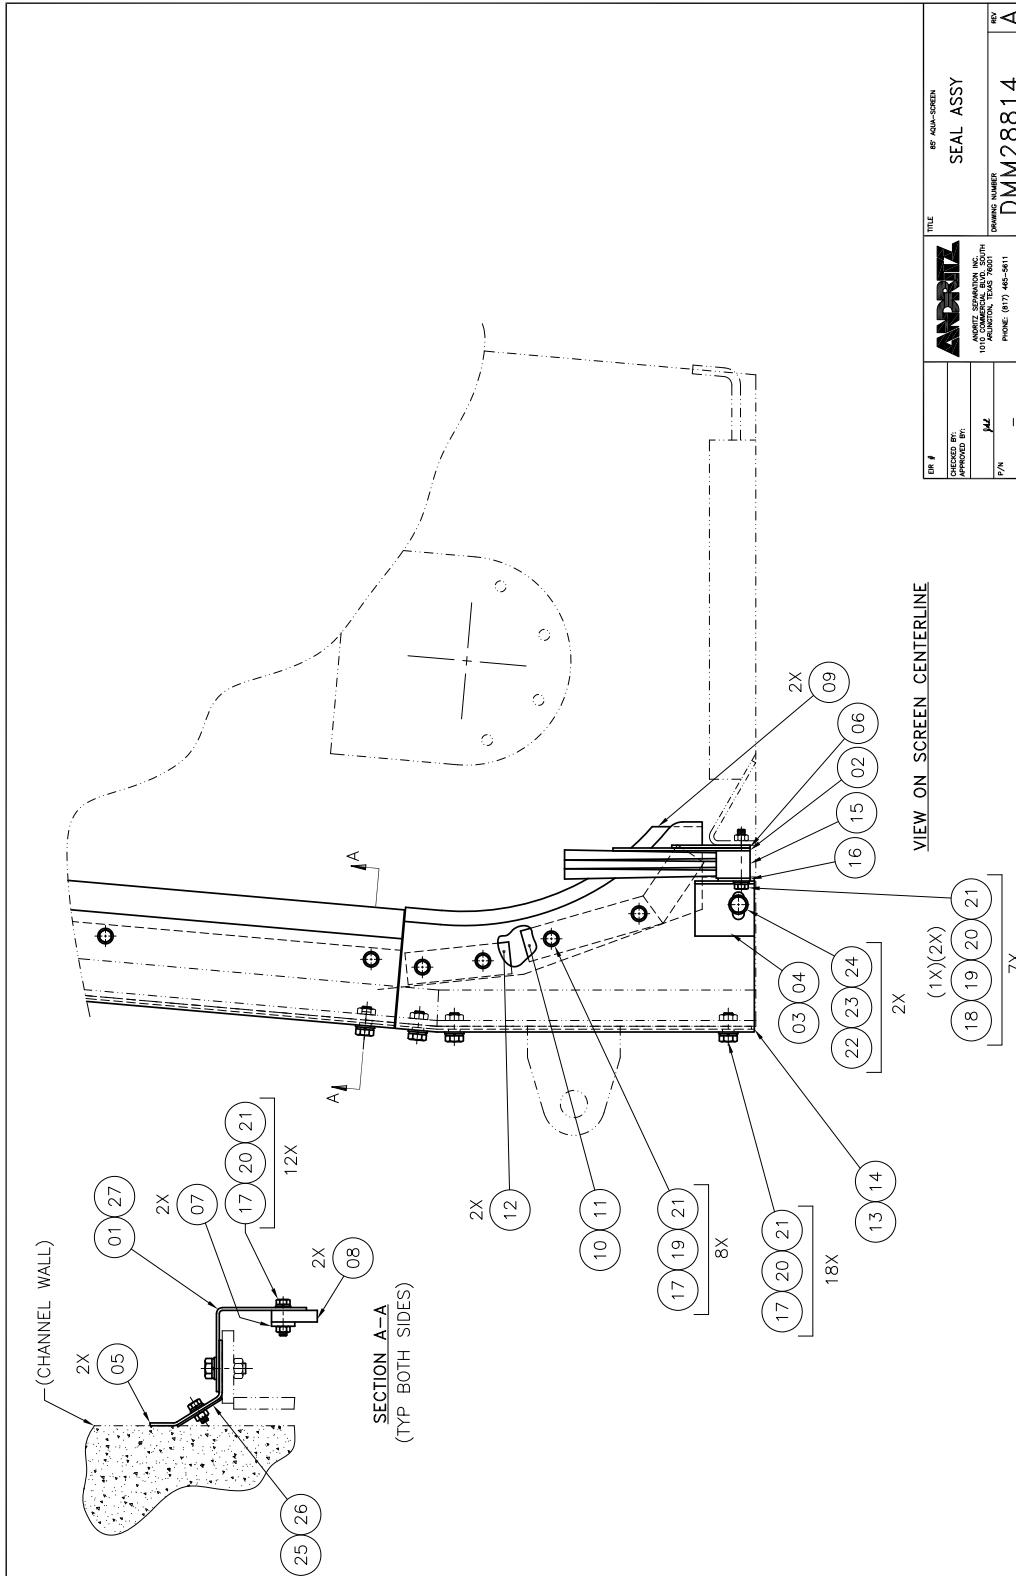 (CHANNEL WALL)
2X
05
01 27
2X
07
17 20 21
12X
2X
08
25 26
SECTION A-A
(TYP BOTH SIDES)
A
A
2X
12
10 11
17 19 21
8X
17 20 21
18X
13 14
03 04
22 23 24
2X
(1X)(2X)
18 19 20 21
7X
16
15
02
06
2X
09
VIEW ON SCREEN CENTERLINE
EIR #
CHECKED BY:
APPROVED BY:
P/N
-
ANDRITZ
ANDRITZ SEPARATION INC.
1010 COMMERCIAL BLVD. SOUTH
ARLINGTON, TEXAS 76001
PHONE: (817) 465-5611
TITLE
85° AQUA-SCREEN
SEAL ASSY
DRAWING NUMBER
DMM28814
REV
A